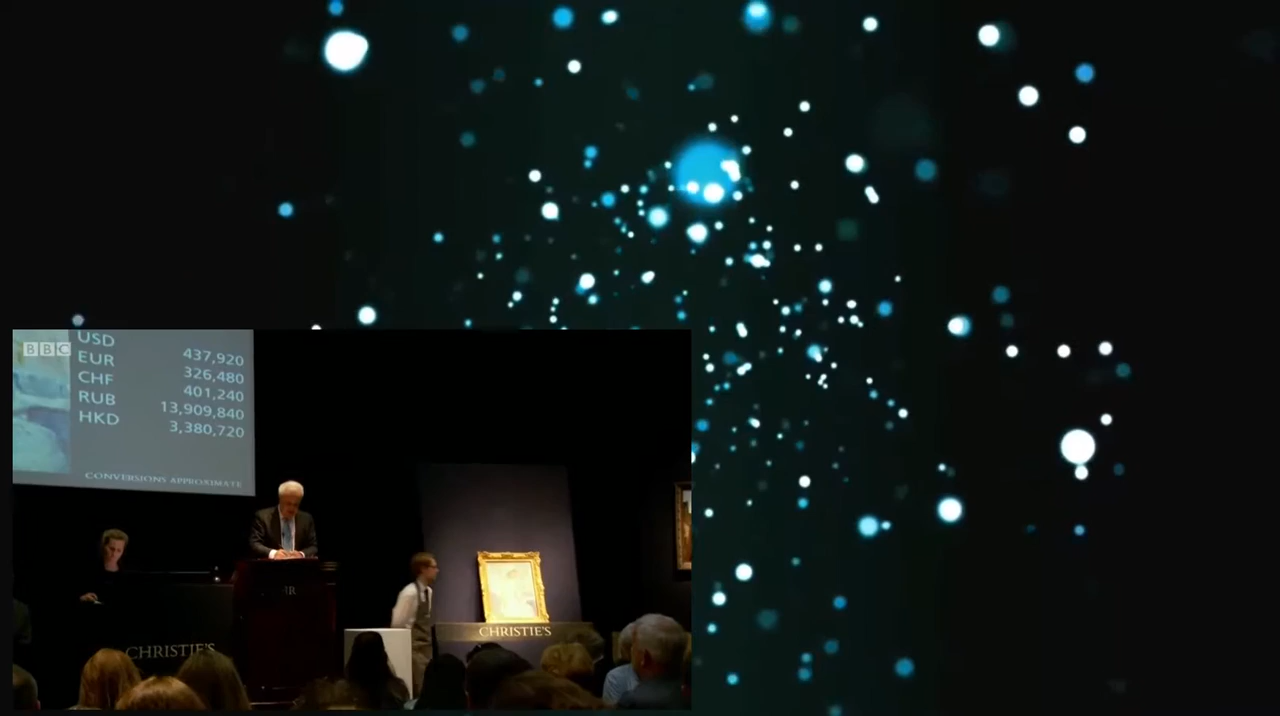 BBC
USD 437,920
EUR 326,480
CHF 401,240
RUB 13,909,840
HKD 3,380,720
CONVERSIONS APPROXIMATE
CHRISTIE'S
CHRISTIE'S